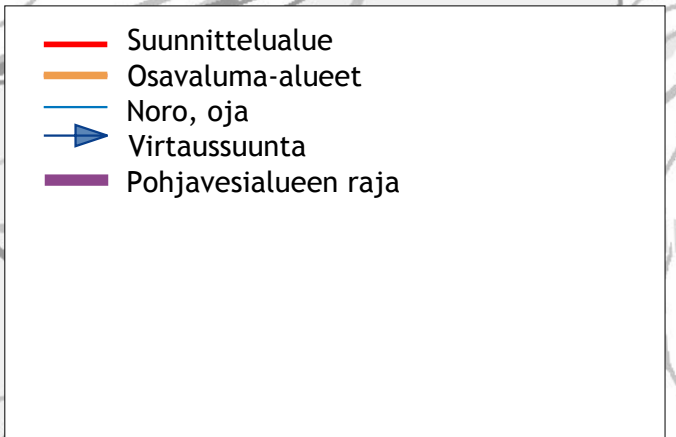 Suunnittelualue
Osavaluma-alueet
Noro, oja
Virtaussuunta
Pohjavesialueen raja